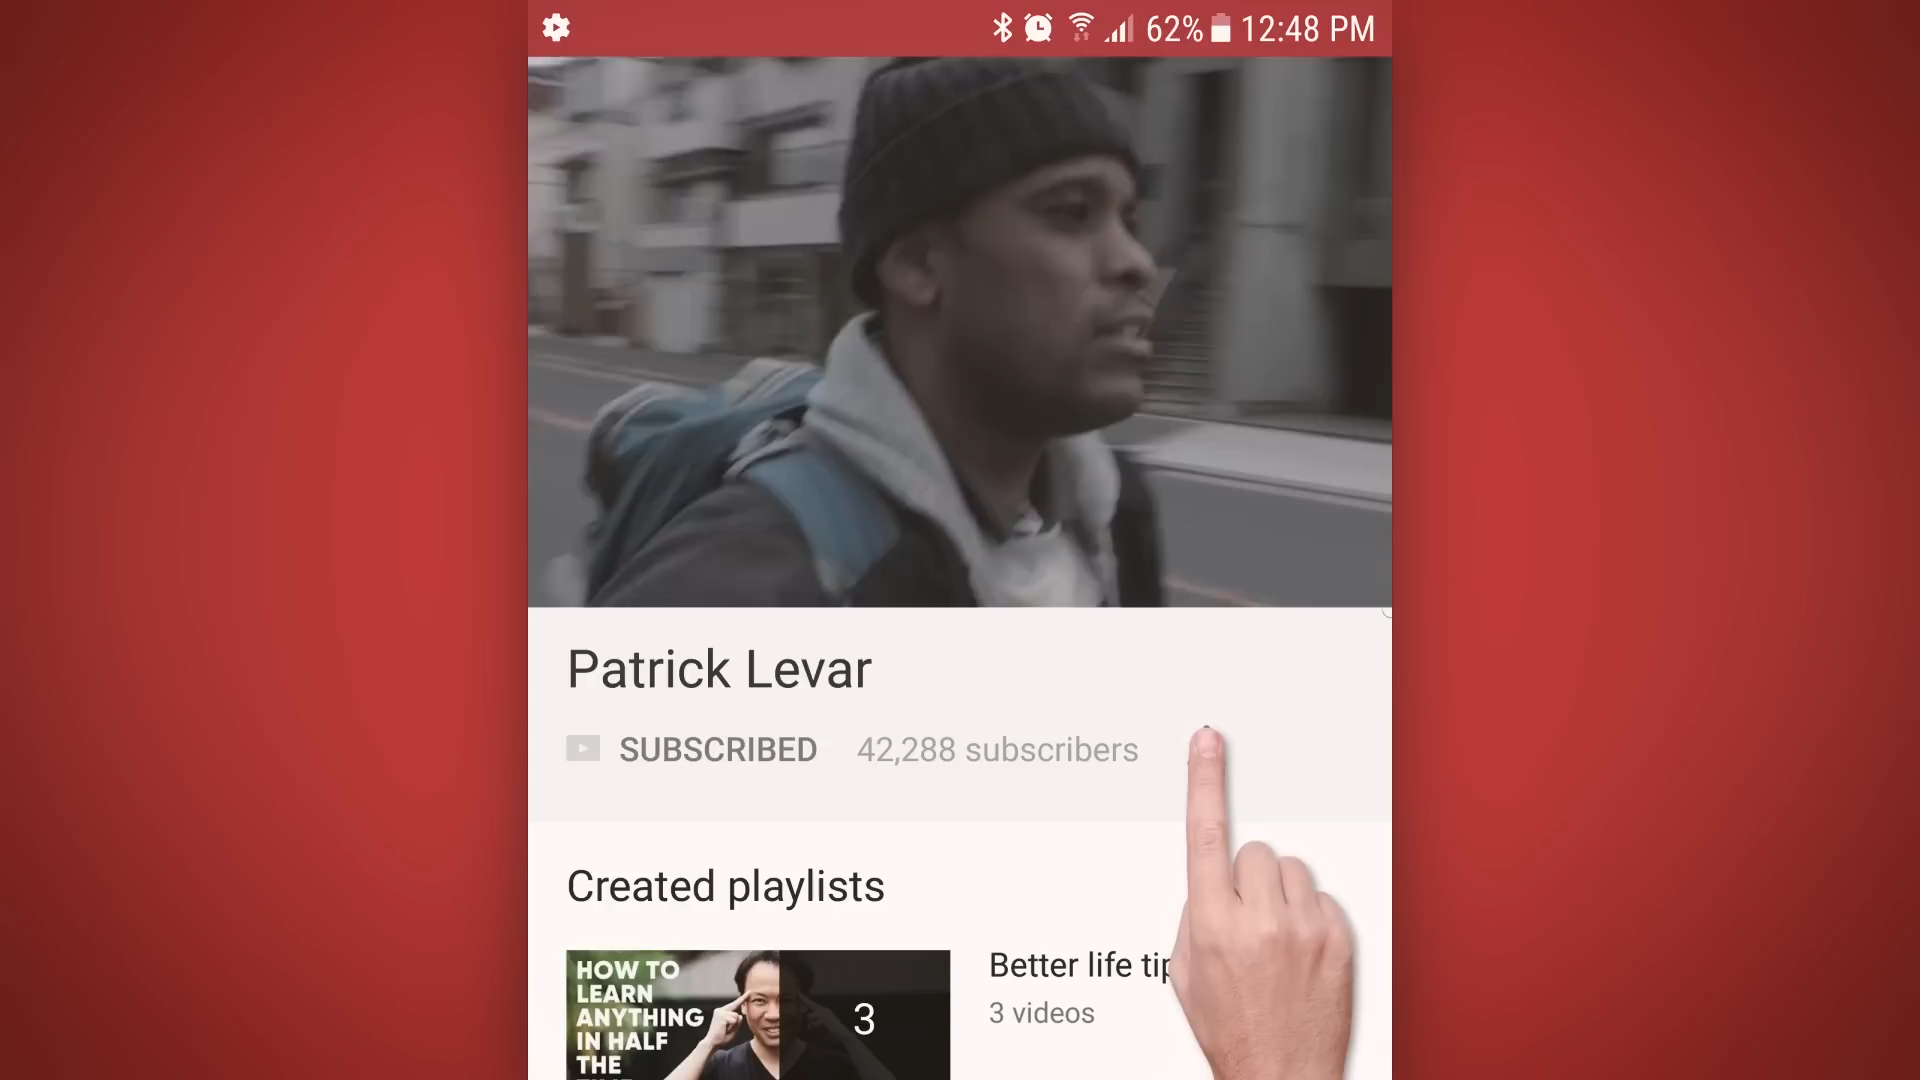 62% 12:48 PM
Patrick Levar
SUBSCRIBED 42,288 subscribers
Created playlists
HOW TO
LEARN
ANYTHING
IN HALF
THE
3
Better life
3 videos